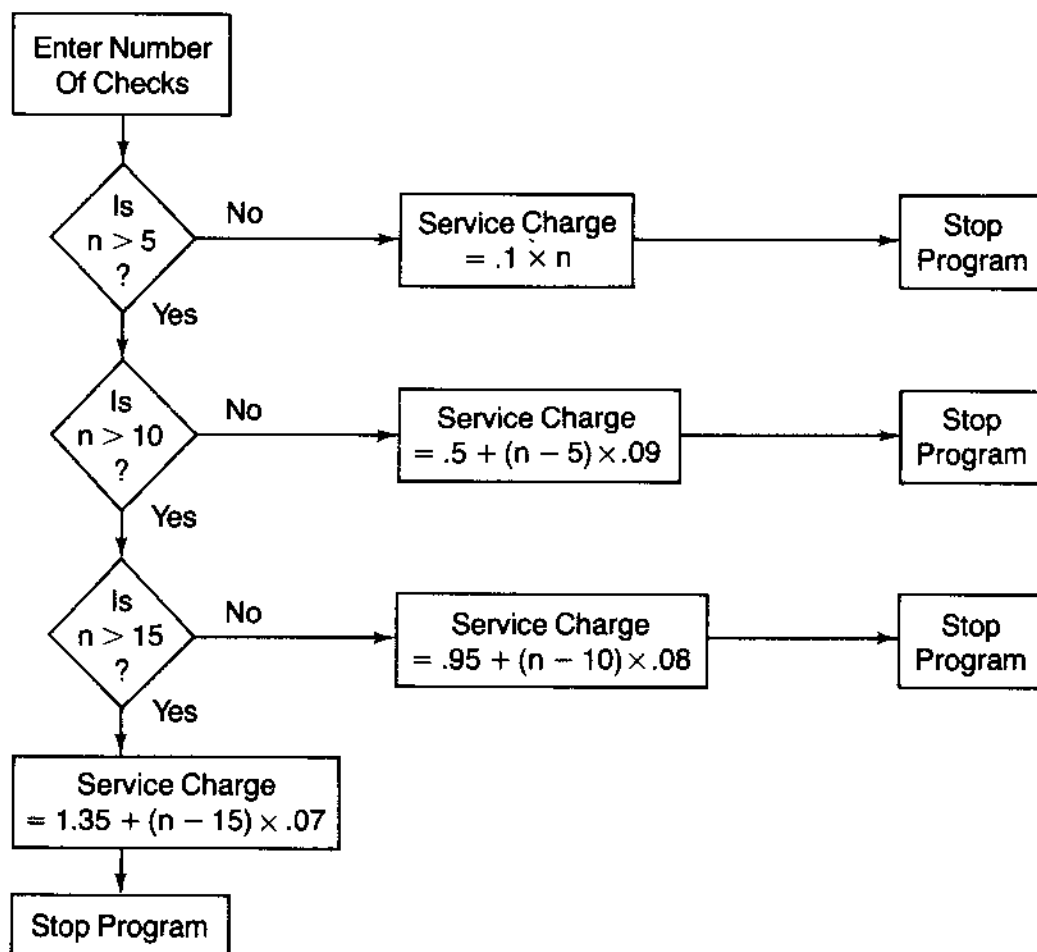 Enter Number
Of Checks
Is
n > 5
?
No
Service Charge
= .1 × n
Stop
Program
Yes
Is
n > 10
?
No
Service Charge
= .5 + (n − 5) × .09
Stop
Program
Yes
Is
n > 15
?
No
Service Charge
= .95 + (n − 10) × .08
Stop
Program
Yes
Service Charge
= 1.35 + (n − 15) × .07
Stop Program